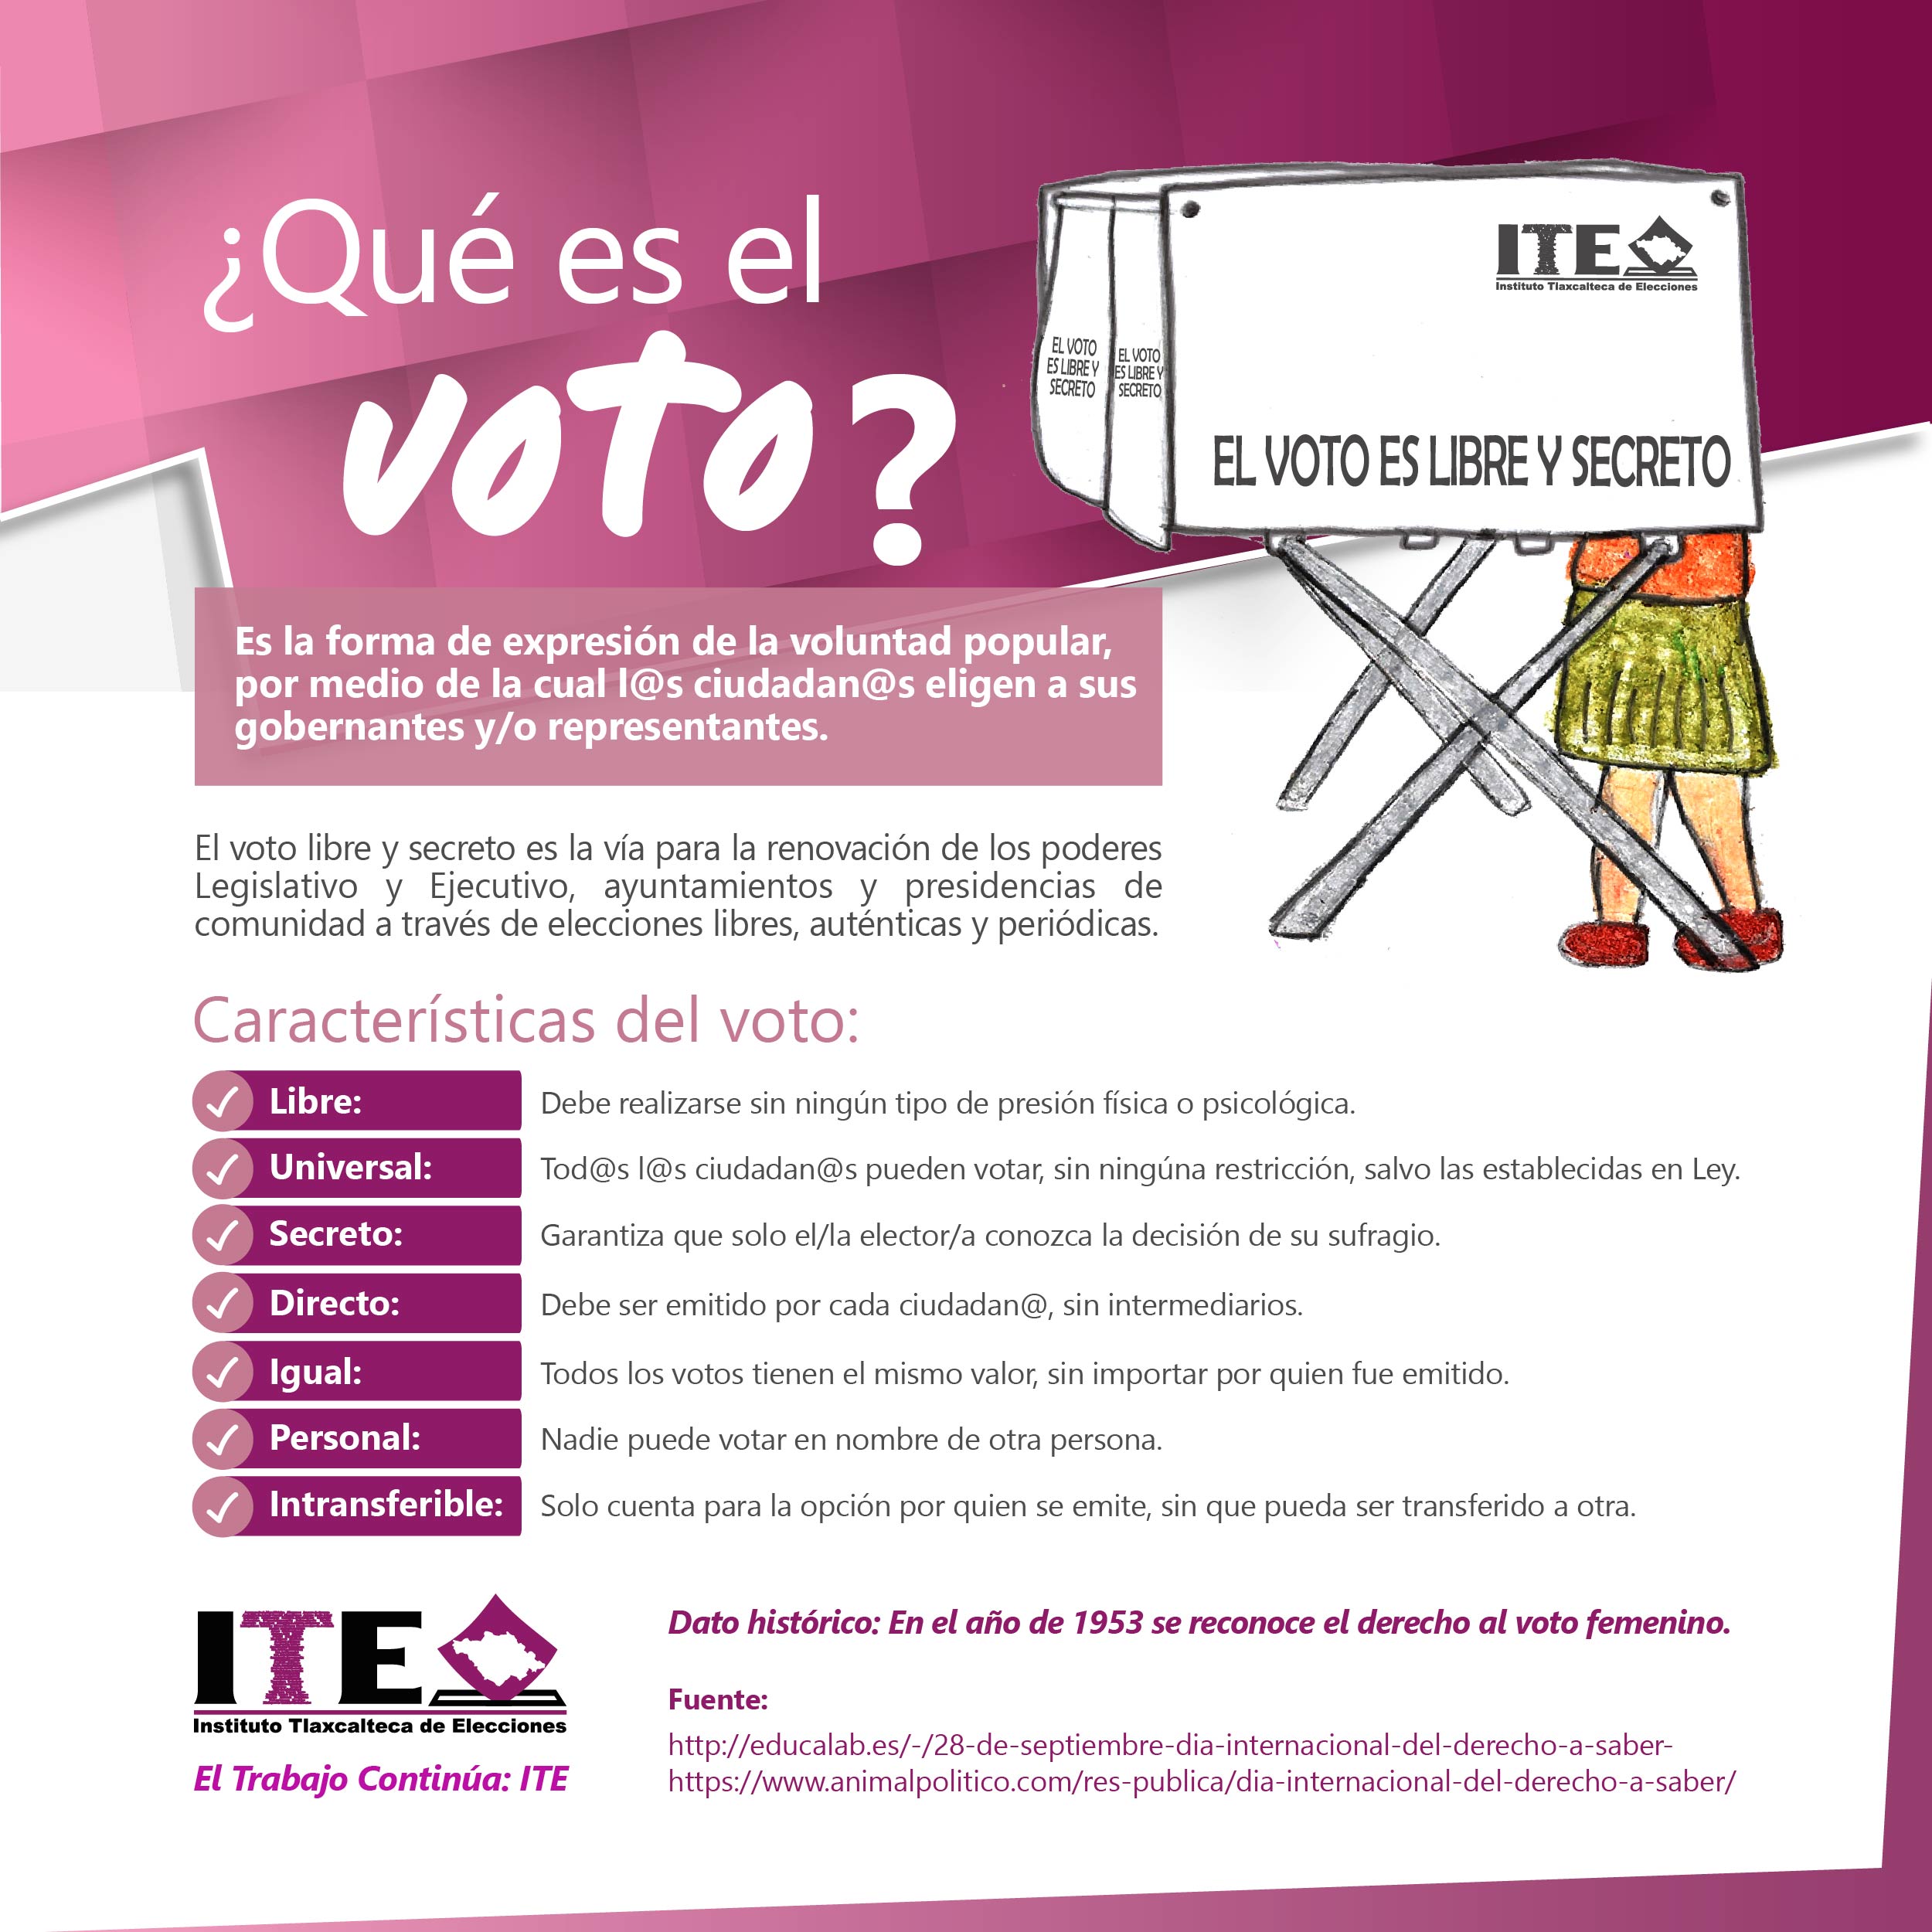 ¿Qué es el
voto?
ITE
Instituto Tlaxcalteca de Elecciones
EL VOTO
ES LIBRE Y
SECRETO
EL VOTO
ES LIBRE Y
SECRETO
EL VOTO ES LIBRE Y SECRETO
Es la forma de expresión de la voluntad popular,
por medio de la cual l@s ciudadan@s eligen a sus
gobernantes y/o representantes.
El voto libre y secreto es la vía para la renovación de los poderes
Legislativo y Ejecutivo, ayuntamientos y presidencias de
comunidad a través de elecciones libres, auténticas y periódicas.
Características del voto:
Libre: Debe realizarse sin ningún tipo de presión física o psicológica.
Universal: Tod@s l@s ciudadan@s pueden votar, sin ningúna restricción, salvo las establecidas en Ley.
Secreto: Garantiza que solo el/la elector/a conozca la decisión de su sufragio.
Directo: Debe ser emitido por cada ciudadan@, sin intermediarios.
Igual: Todos los votos tienen el mismo valor, sin importar por quien fue emitido.
Personal: Nadie puede votar en nombre de otra persona.
Intransferible: Solo cuenta para la opción por quien se emite, sin que pueda ser transferido a otra.
ITE
Instituto Tlaxcalteca de Elecciones
El Trabajo Continúa: ITE
Dato histórico: En el año de 1953 se reconoce el derecho al voto femenino.
Fuente:
http://educalab.es/-/28-de-septiembre-dia-internacional-del-derecho-a-saber-
https://www.animalpolitico.com/res-publica/dia-internacional-del-derecho-a-saber/